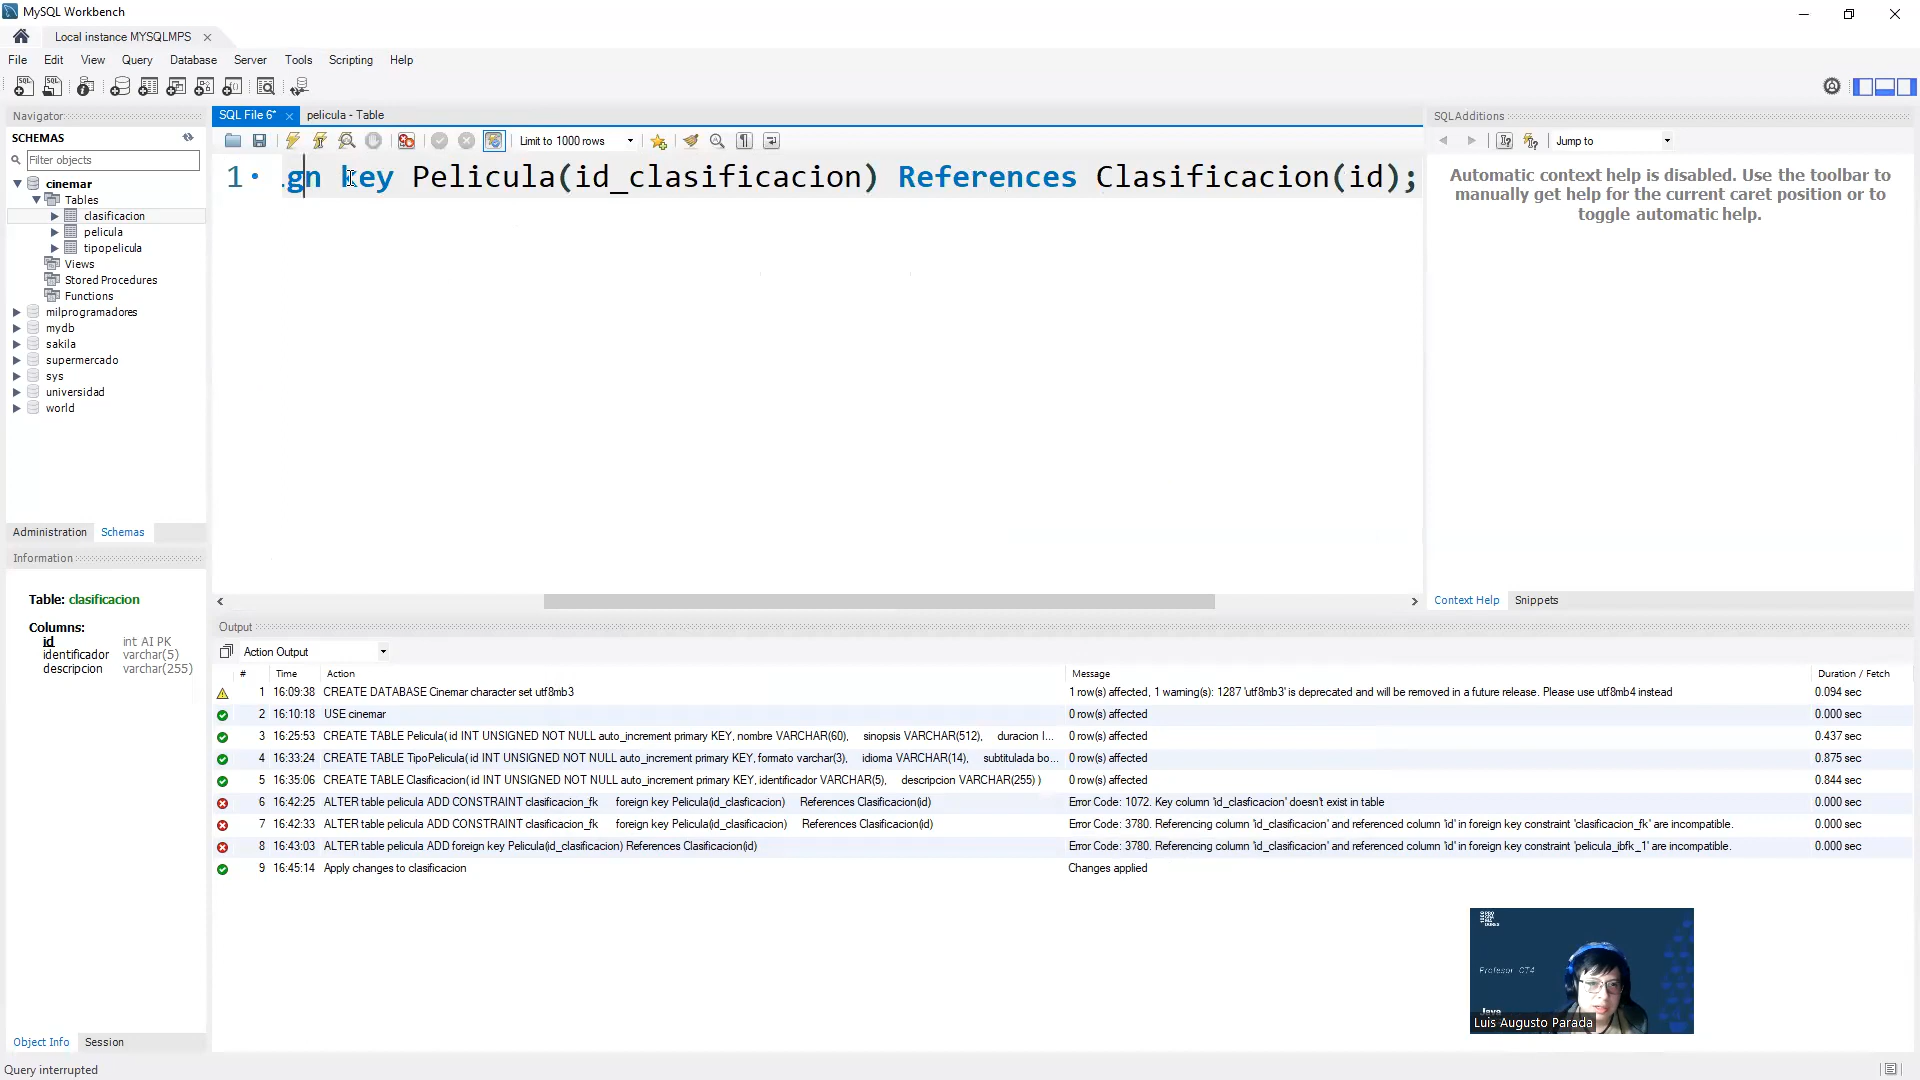 MySQL Workbench
Local instance MYSQLMPS
File Edit View Query Database Server Tools Scripting Help
Navigator
SCHEMAS
Filter objects
cinemar
Tables
clasificacion
pelicula
tipopelicula
Views
Stored Procedures
Functions
milprogramadores
mydb
sakila
supermercado
sys
universidad
world
Administration Schemas
Information
Table: clasificacion
Columns:
id int AI PK
identificador varchar(5)
descripcion varchar(255)
Object Info Session
Query interrupted
SQL File 6* pelicula - Table
Limit to 1000 rows
1 gn key Pelicula(id_clasificacion) References Clasificacion(id);
SQLAdditions
Jump to
Automatic context help is disabled. Use the toolbar to
manually get help for the current caret position or to
toggle automatic help.
Context Help Snippets
Output
Action Output
# Time Action Message Duration / Fetch
1 16:09:38 CREATE DATABASE Cinemar character set utf8mb3 1 row(s) affected, 1 warning(s): 1287 'utf8mb3' is deprecated and will be removed in a future release. Please use utf8mb4 instead 0.094 sec
2 16:10:18 USE cinemar 0 row(s) affected 0.000 sec
3 16:25:53 CREATE TABLE Pelicula( id INT UNSIGNED NOT NULL auto_increment primary KEY, nombre VARCHAR(60), sinopsis VARCHAR(512), duracion I... 0 row(s) affected 0.437 sec
4 16:33:24 CREATE TABLE TipoPelicula( id INT UNSIGNED NOT NULL auto_increment primary KEY, formato varchar(3), idioma VARCHAR(14), subtitulada bo... 0 row(s) affected 0.875 sec
5 16:35:06 CREATE TABLE Clasificacion( id INT UNSIGNED NOT NULL auto_increment primary KEY, identificador VARCHAR(5), descripcion VARCHAR(255) ) 0 row(s) affected 0.844 sec
6 16:42:25 ALTER table pelicula ADD CONSTRAINT clasificacion_fk foreign key Pelicula(id_clasficacion) References Clasificacion(id) Error Code: 1072. Key column 'id_clasficacion' doesn't exist in table 0.000 sec
7 16:42:33 ALTER table pelicula ADD CONSTRAINT clasificacion_fk foreign key Pelicula(id_clasificacion) References Clasificacion(id) Error Code: 3780. Referencing column 'id_clasificacion' and referenced column 'id' in foreign key constraint 'clasificacion_fk' are incompatible. 0.000 sec
8 16:43:03 ALTER table pelicula ADD foreign key Pelicula(id_clasificacion) References Clasificacion(id) Error Code: 3780. Referencing column 'id_clasificacion' and referenced column 'id' in foreign key constraint 'pelicula_ibfk_1' are incompatible. 0.000 sec
9 16:45:14 Apply changes to clasificacion Changes applied
Profesor CT4
Java
Luis Augusto Parada